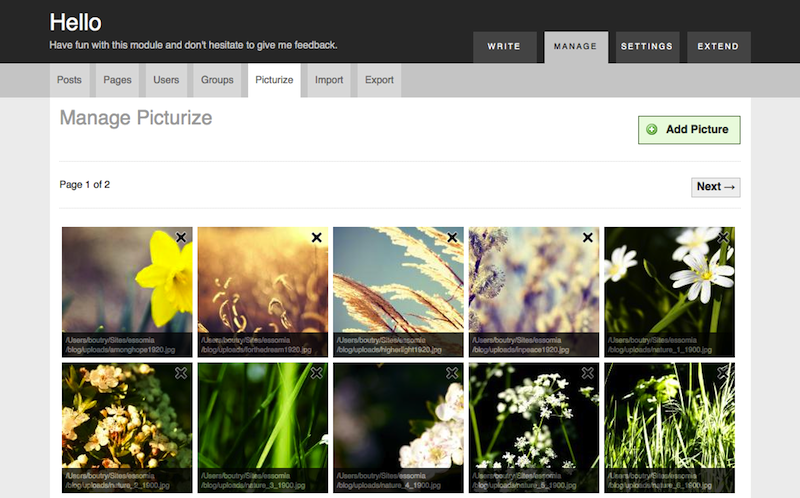 Hello
Have fun with this module and don't hesitate to give me feedback.
WRITE MANAGE SETTINGS EXTEND
Posts Pages Users Groups Picturize Import Export
Manage Picturize
Add Picture
Page 1 of 2
Next →
/Users/boutry/Sites/essomia
/blog/uploads/amonghope1920.jpg
/Users/boutry/Sites/essomia
/blog/uploads/forthedream1920.jpg
/Users/boutry/Sites/essomia
/blog/uploads/higherlight1920.jpg
/Users/boutry/Sites/essomia
/blog/uploads/inpeace1920.jpg
/Users/boutry/Sites/essomia
/blog/uploads/nature_1_1900.jpg
/Users/boutry/Sites/essomia
/blog/uploads/nature_2_1900.jpg
/Users/boutry/Sites/essomia
/blog/uploads/nature_3_1900.jpg
/Users/boutry/Sites/essomia
/blog/uploads/nature_4_1900.jpg
/Users/boutry/Sites/essomia
/blog/uploads/nature_5_1900.jpg
/Users/boutry/Sites/essomia
/blog/uploads/nature_6_1900.jpg